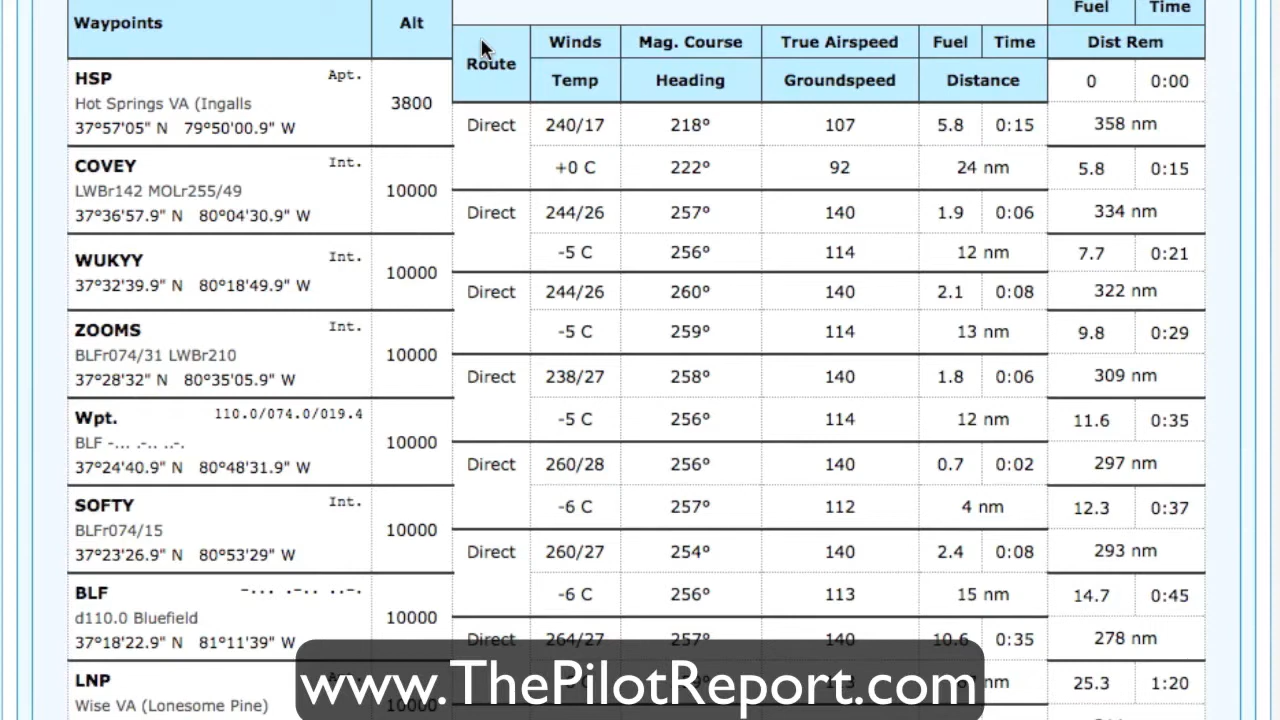 Fuel Time
Waypoints Alt
Route Winds Mag. Course True Airspeed Fuel Time Dist Rem
Temp Heading Groundspeed Distance
HSP Apt.
Hot Springs VA (Ingalls
37°57'05" N 79°50'00.9" W
3800
0 0:00
Direct 240/17 218° 107 5.8 0:15 358 nm
+0 C 222° 92 24 nm
COVEY Int.
LWBr142 MOLr255/49
37°36'57.9" N 80°04'30.9" W
10000
5.8 0:15
Direct 244/26 257° 140 1.9 0:06 334 nm
-5 C 256° 114 12 nm
WUKYY Int.
37°32'39.9" N 80°18'49.9" W
10000
7.7 0:21
Direct 244/26 260° 140 2.1 0:08 322 nm
-5 C 259° 114 13 nm
ZOOMS Int.
BLFr074/31 LWBr210
37°28'32" N 80°35'05.9" W
10000
9.8 0:29
Direct 238/27 258° 140 1.8 0:06 309 nm
-5 C 256° 114 12 nm
Wpt. 110.0/074.0/019.4
BLF -... .-.. ..-.
37°24'40.9" N 80°48'31.9" W
10000
11.6 0:35
Direct 260/28 256° 140 0.7 0:02 297 nm
-6 C 257° 112 4 nm
SOFTY Int.
BLFr074/15
37°23'26.9" N 80°53'29" W
10000
12.3 0:37
Direct 260/27 254° 140 2.4 0:08 293 nm
-6 C 256° 113 15 nm
BLF -... .-.. ..-.
d110.0 Bluefield
37°18'22.9" N 81°11'39" W
10000
14.7 0:45
Direct 264/27 257° 140 10.6 0:35 278 nm
LNP
Wise VA (Lonesome Pine)
10000
nm
25.3 1:20
www.ThePilotReport.com